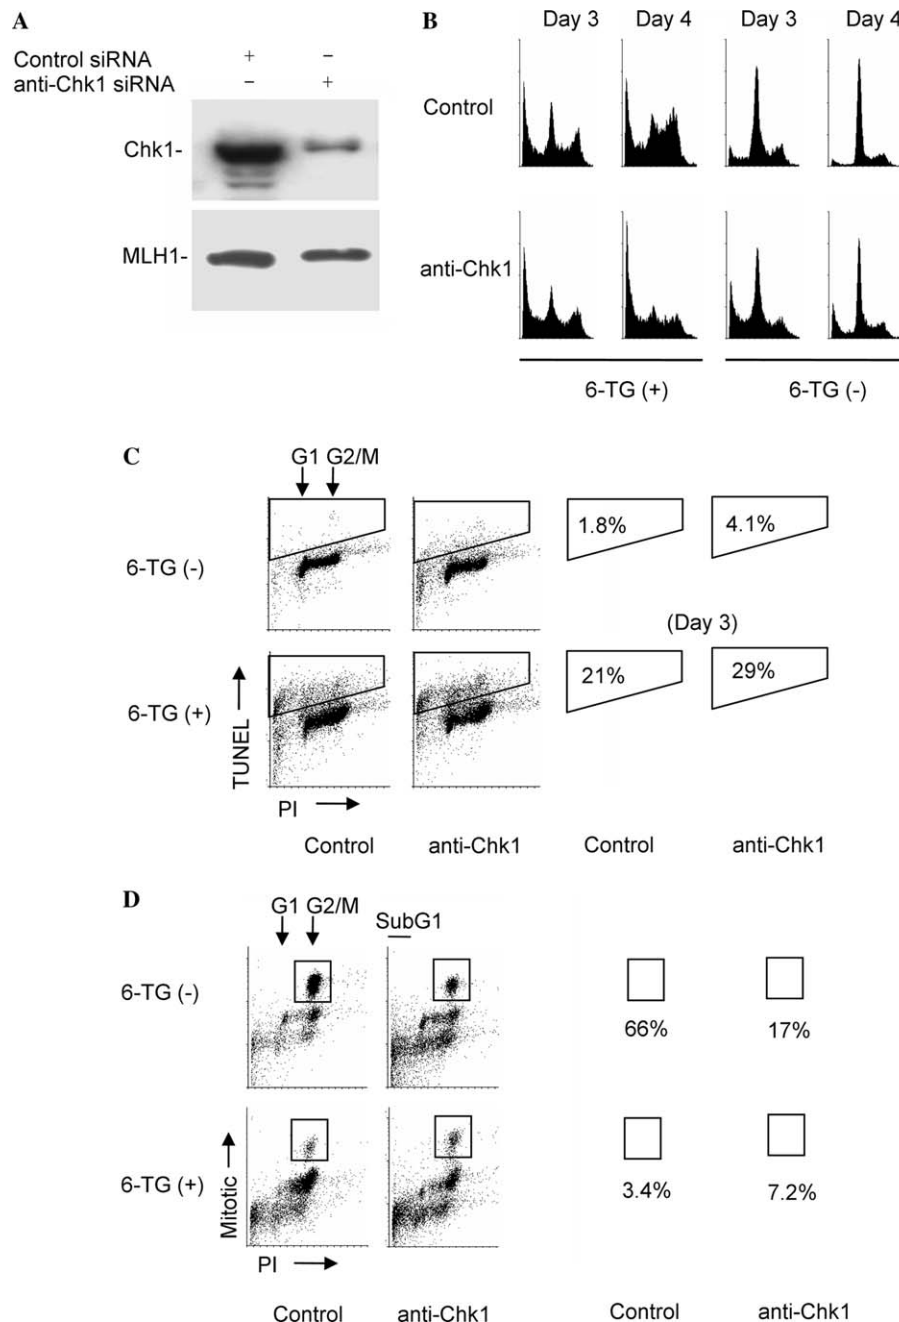 A
Control siRNA + −
anti-Chk1 siRNA − +
Chk1-
MLH1-
B
Day 3 Day 4 Day 3 Day 4
Control
anti-Chk1
6-TG (+) 6-TG (-)
C
G1 G2/M
6-TG (-)
1.8% 4.1%
(Day 3)
6-TG (+)
21% 29%
TUNEL
PI
Control anti-Chk1 Control anti-Chk1
D
G1 G2/M SubG1
6-TG (-)
66% 17%
6-TG (+)
3.4% 7.2%
Mitotic
PI
Control anti-Chk1 Control anti-Chk1